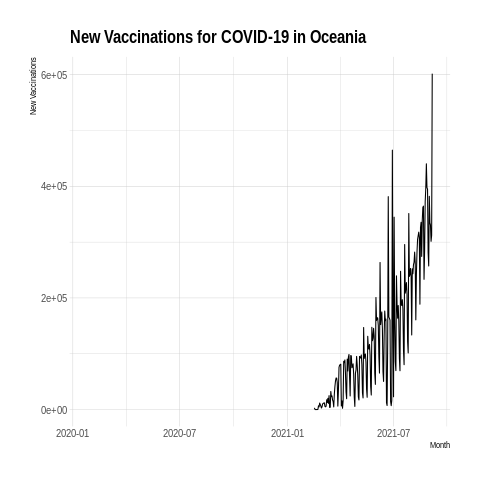 New Vaccinations for COVID-19 in Oceania
New Vaccinations
6e+05
4e+05
2e+05
0e+00
2020-01
2020-07
2021-01
2021-07
Month